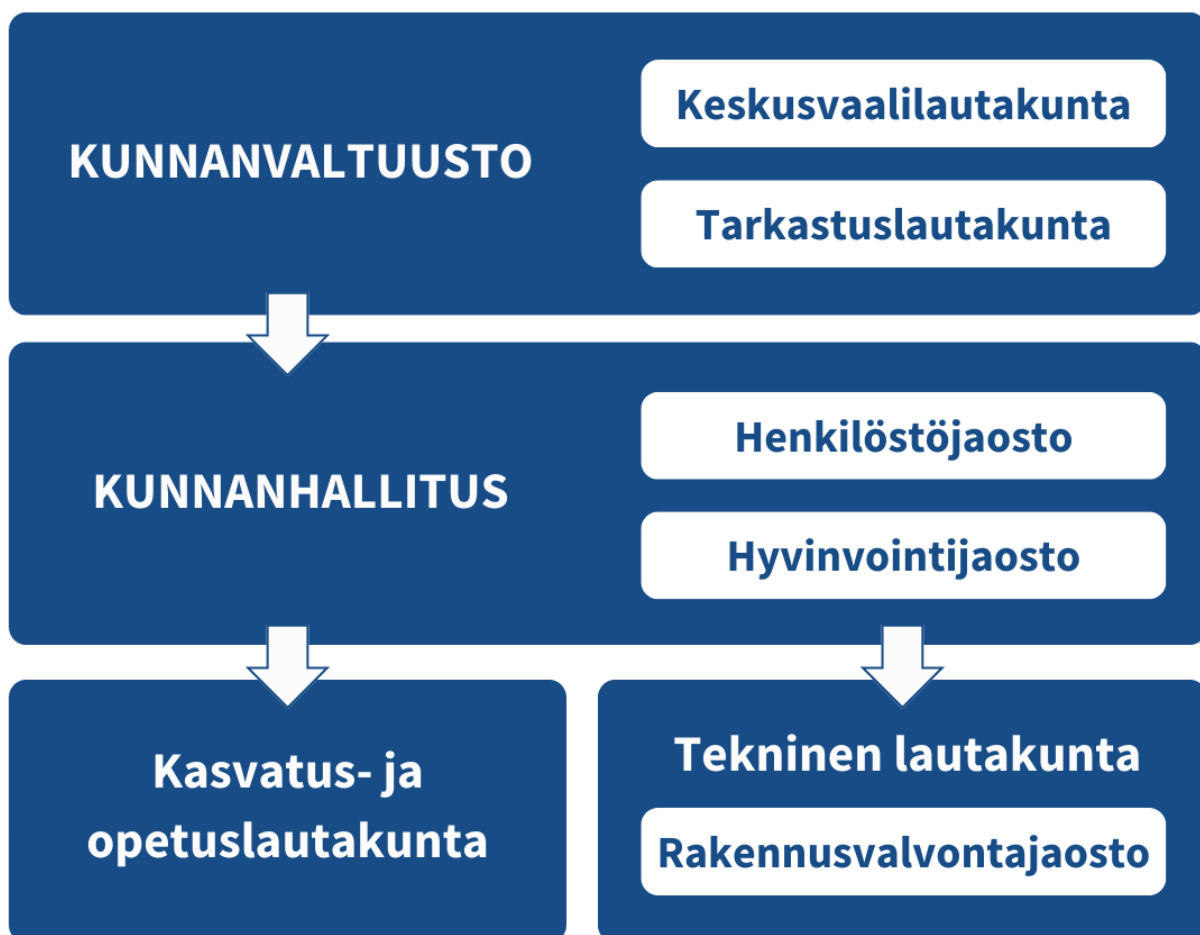 KUNNANVALTUUSTO
Keskusvaalilautakunta
Tarkastuslautakunta
KUNNANHALLITUS
Henkilöstöjaosto
Hyvinvointijaosto
Kasvatus- ja
opetuslautakunta
Tekninen lautakunta
Rakennusvalvontajaosto